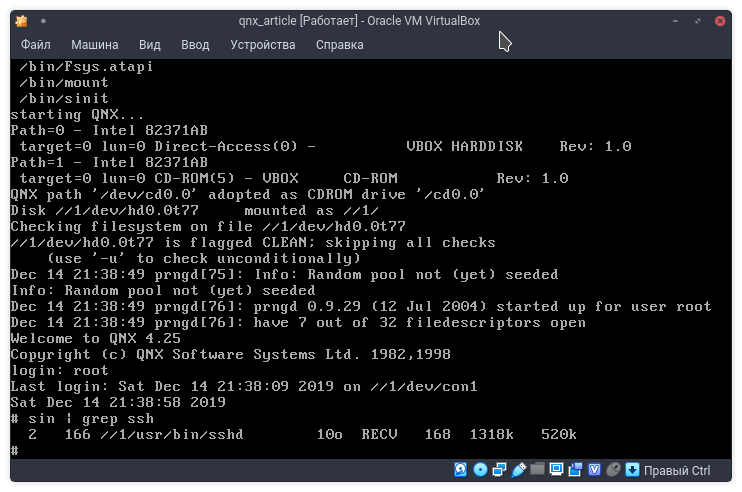 qnx_article [Работает] - Oracle VM VirtualBox
Файл Машина Вид Ввод Устройства Справка
/bin/Fsys.atapi
/bin/mount
/bin/sinit
starting QNX...
Path=0 - Intel 82371AB
target=0 lun=0 Direct-Access(0) - VBOX HARDDISK Rev: 1.0
Path=1 - Intel 82371AB
target=0 lun=0 CD-ROM(5) - VBOX CD-ROM Rev: 1.0
QNX path '/dev/cd0.0' adopted as CDROM drive '/cd0.0'
Disk //1/dev/hd0.0t77 mounted as //1/
Checking filesystem on file //1/dev/hd0.0t77
//1/dev/hd0.0t77 is flagged CLEAN; skipping all checks
(use '-u' to check unconditionally)
Dec 14 21:38:49 prngd[75]: Info: Random pool not (yet) seeded
Info: Random pool not (yet) seeded
Dec 14 21:38:49 prngd[76]: prngd 0.9.29 (12 Jul 2004) started up for user root
Dec 14 21:38:49 prngd[76]: have 7 out of 32 filedescriptors open
Welcome to QNX 4.25
Copyright (c) QNX Software Systems Ltd. 1982,1998
login: root
Last login: Sat Dec 14 21:38:09 2019 on //1/dev/con1
Sat Dec 14 21:38:58 2019
# sin | grep ssh
2 166 //1/usr/bin/sshd 10o RECV 168 1318k 520k
#
Правый Ctrl